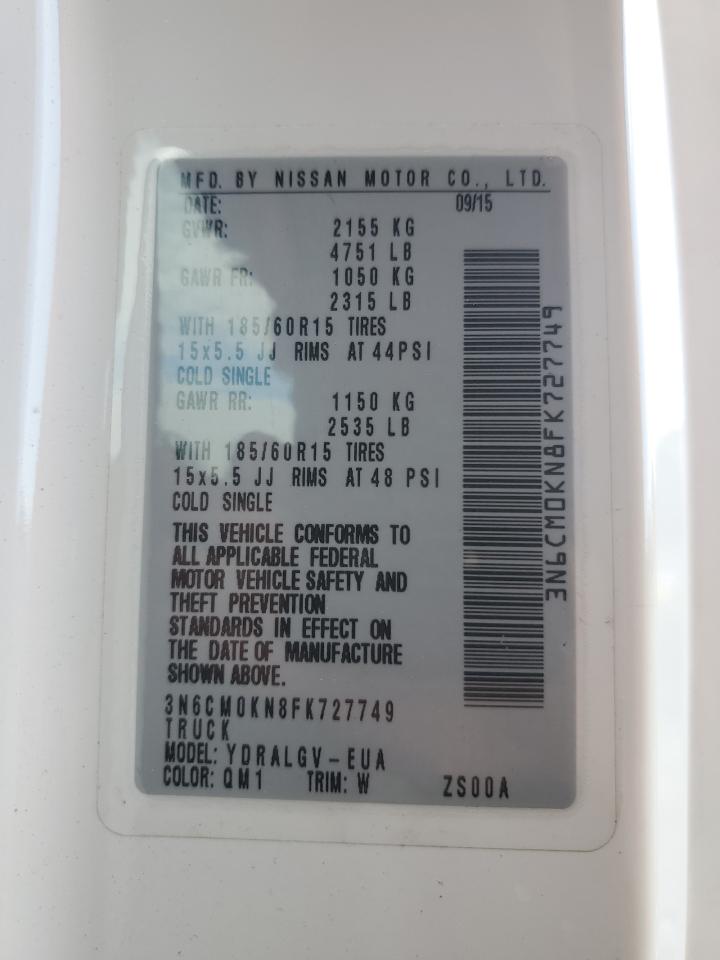 MFD. BY NISSAN MOTOR CO., LTD.
DATE: 09/15
GVWR: 2155 KG
4751 LB
GAWR FR: 1050 KG
2315 LB
WITH 185/60R15 TIRES
15x5.5 JJ RIMS AT 44PSI
COLD SINGLE
GAWR RR: 1150 KG
2535 LB
WITH 185/60R15 TIRES
15x5.5 JJ RIMS AT 48 PSI
COLD SINGLE
THIS VEHICLE CONFORMS TO
ALL APPLICABLE FEDERAL
MOTOR VEHICLE SAFETY AND
THEFT PREVENTION
STANDARDS IN EFFECT ON
THE DATE OF MANUFACTURE
SHOWN ABOVE.
3N6CM0KN8FK727749
TRUCK
MODEL: YDRALGV-EUA
COLOR: QM1 TRIM: W ZS00A
3N6CM0KN8FK727749